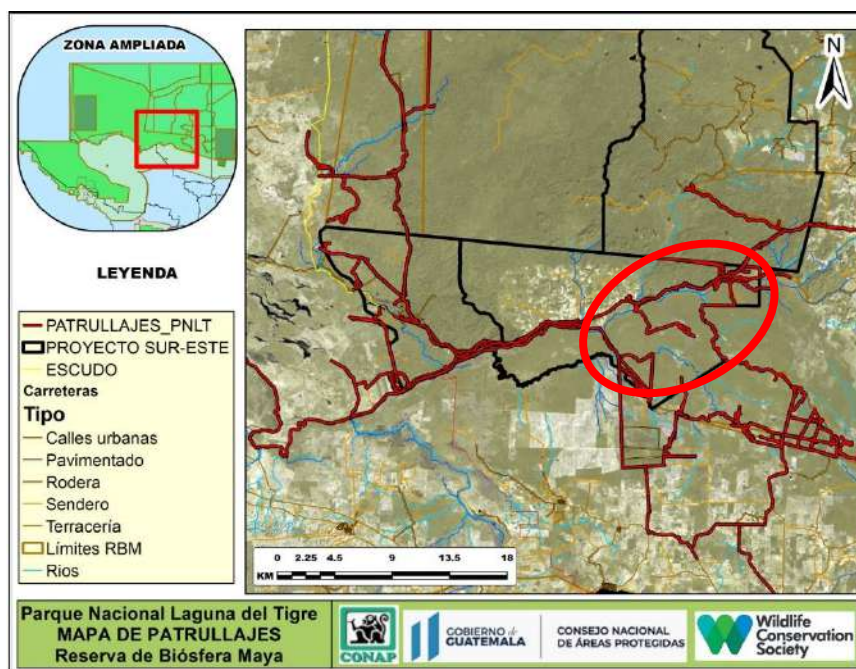 ZONA AMPLIADA
N
LEYENDA
PATRULLAJES_PNLT
PROYECTO SUR-ESTE
ESCUDO
Carreteras
Tipo
Calles urbanas
Pavimentado
Rodera
Sendero
Terracería
Límites RBM
Rios
0 2.25 4.5 9 13.5 18
KM
Parque Nacional Laguna del Tigre
MAPA DE PATRULLAJES
Reserva de Biósfera Maya
CONAP
GOBIERNO de
GUATEMALA
CONSEJO NACIONAL
DE ÁREAS PROTEGIDAS
Wildlife
Conservation
Society